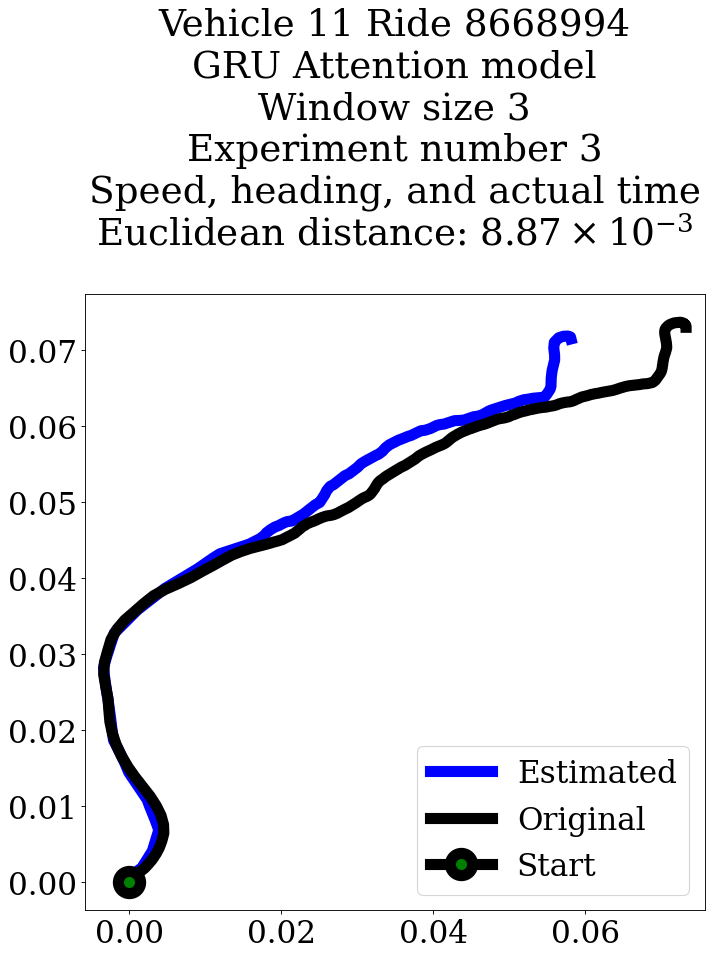 Vehicle 11 Ride 8668994
GRU Attention model
Window size 3
Experiment number 3
Speed, heading, and actual time
Euclidean distance: 8.87 × 10⁻³
0.07
0.06
0.05
0.04
0.03
0.02
0.01
0.00
Estimated
Original
Start
0.00 0.02 0.04 0.06